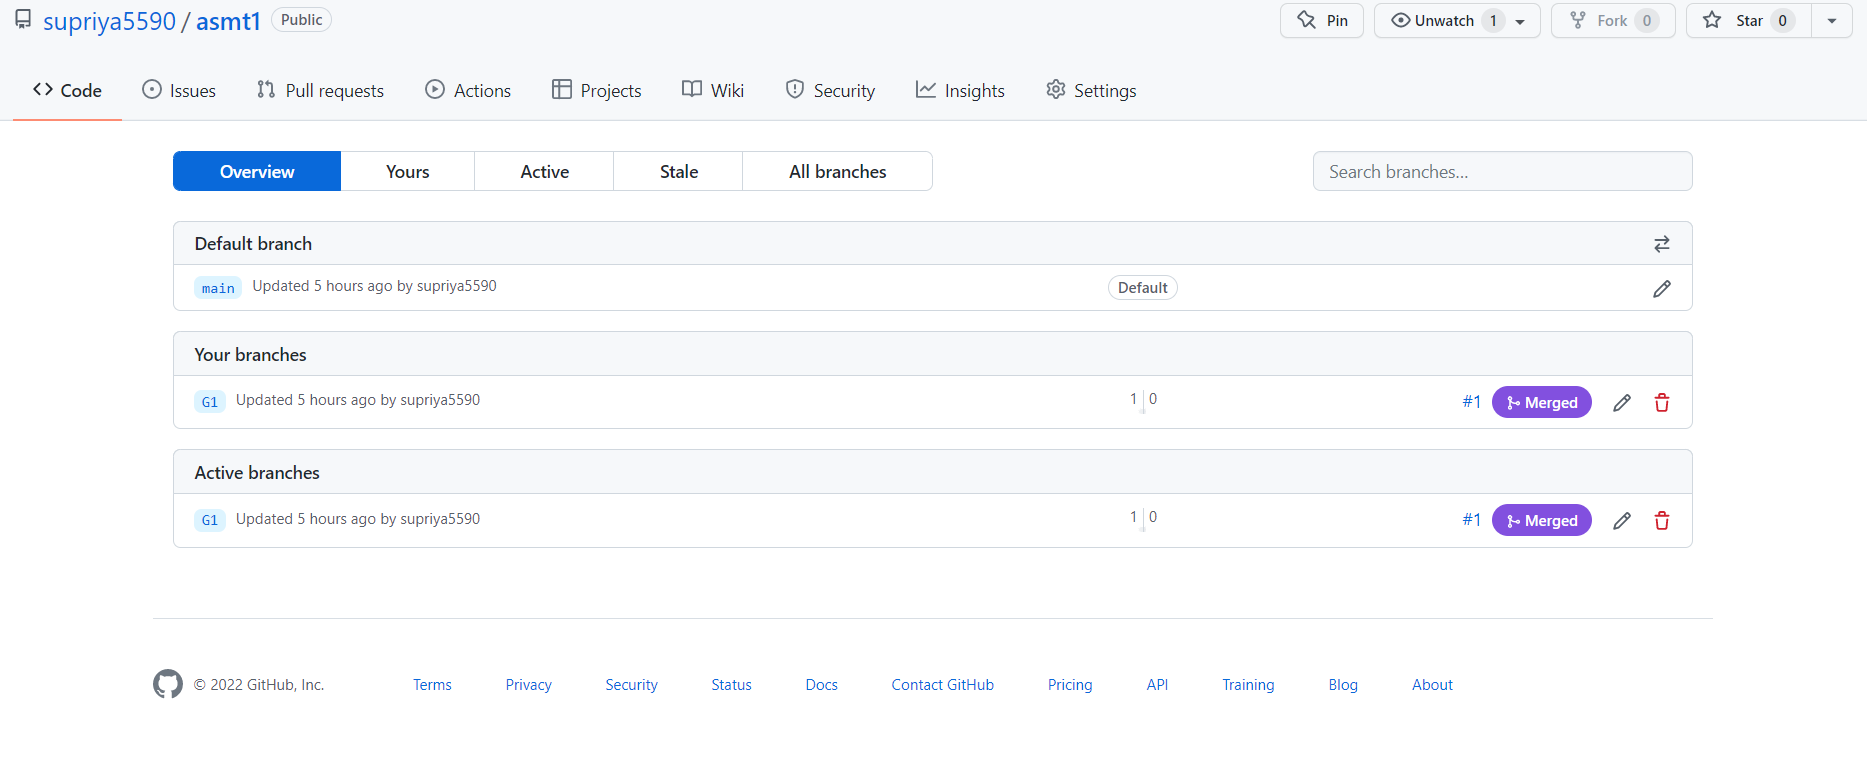 supriya5590 / asmt1 Public Pin Unwatch 1 Fork 0 Star 0
Code Issues Pull requests Actions Projects Wiki Security Insights Settings
Overview Yours Active Stale All branches Search branches...
Default branch
main Updated 5 hours ago by supriya5590 Default
Your branches
G1 Updated 5 hours ago by supriya5590 1 0 #1 Merged
Active branches
G1 Updated 5 hours ago by supriya5590 1 0 #1 Merged
© 2022 GitHub, Inc. Terms Privacy Security Status Docs Contact GitHub Pricing API Training Blog About